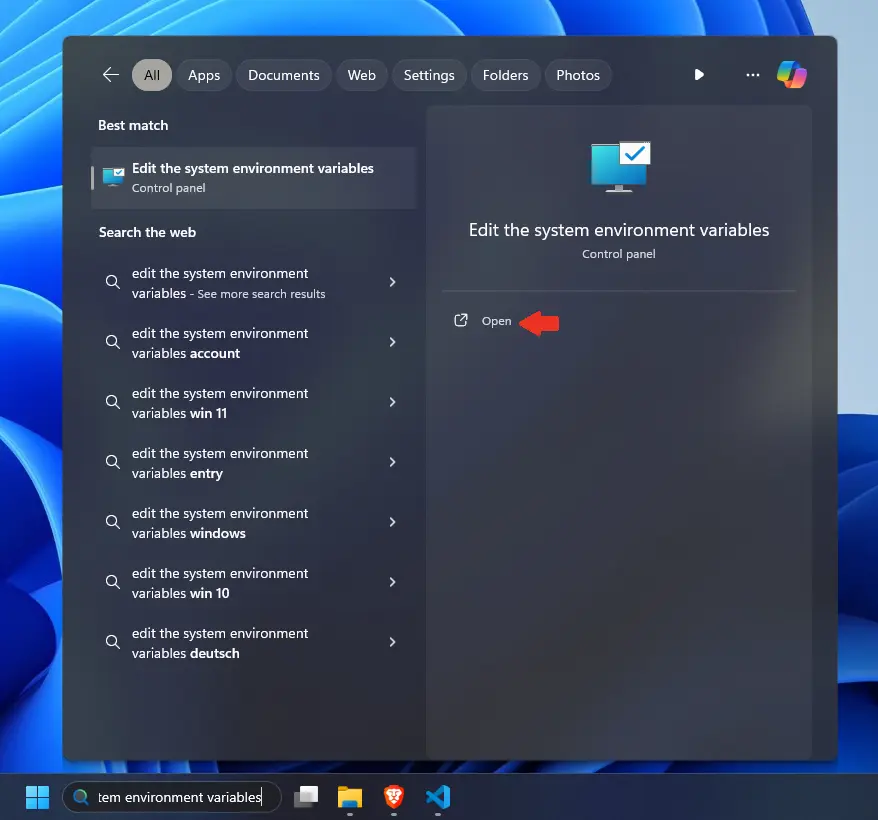 All
Apps
Documents
Web
Settings
Folders
Photos
Best match
Edit the system environment variables
Control panel
Search the web
edit the system environment
variables - See more search results
edit the system environment
variables account
edit the system environment
variables win 11
edit the system environment
variables entry
edit the system environment
variables windows
edit the system environment
variables win 10
edit the system environment
variables deutsch
Edit the system environment variables
Control panel
Open
tem environment variables